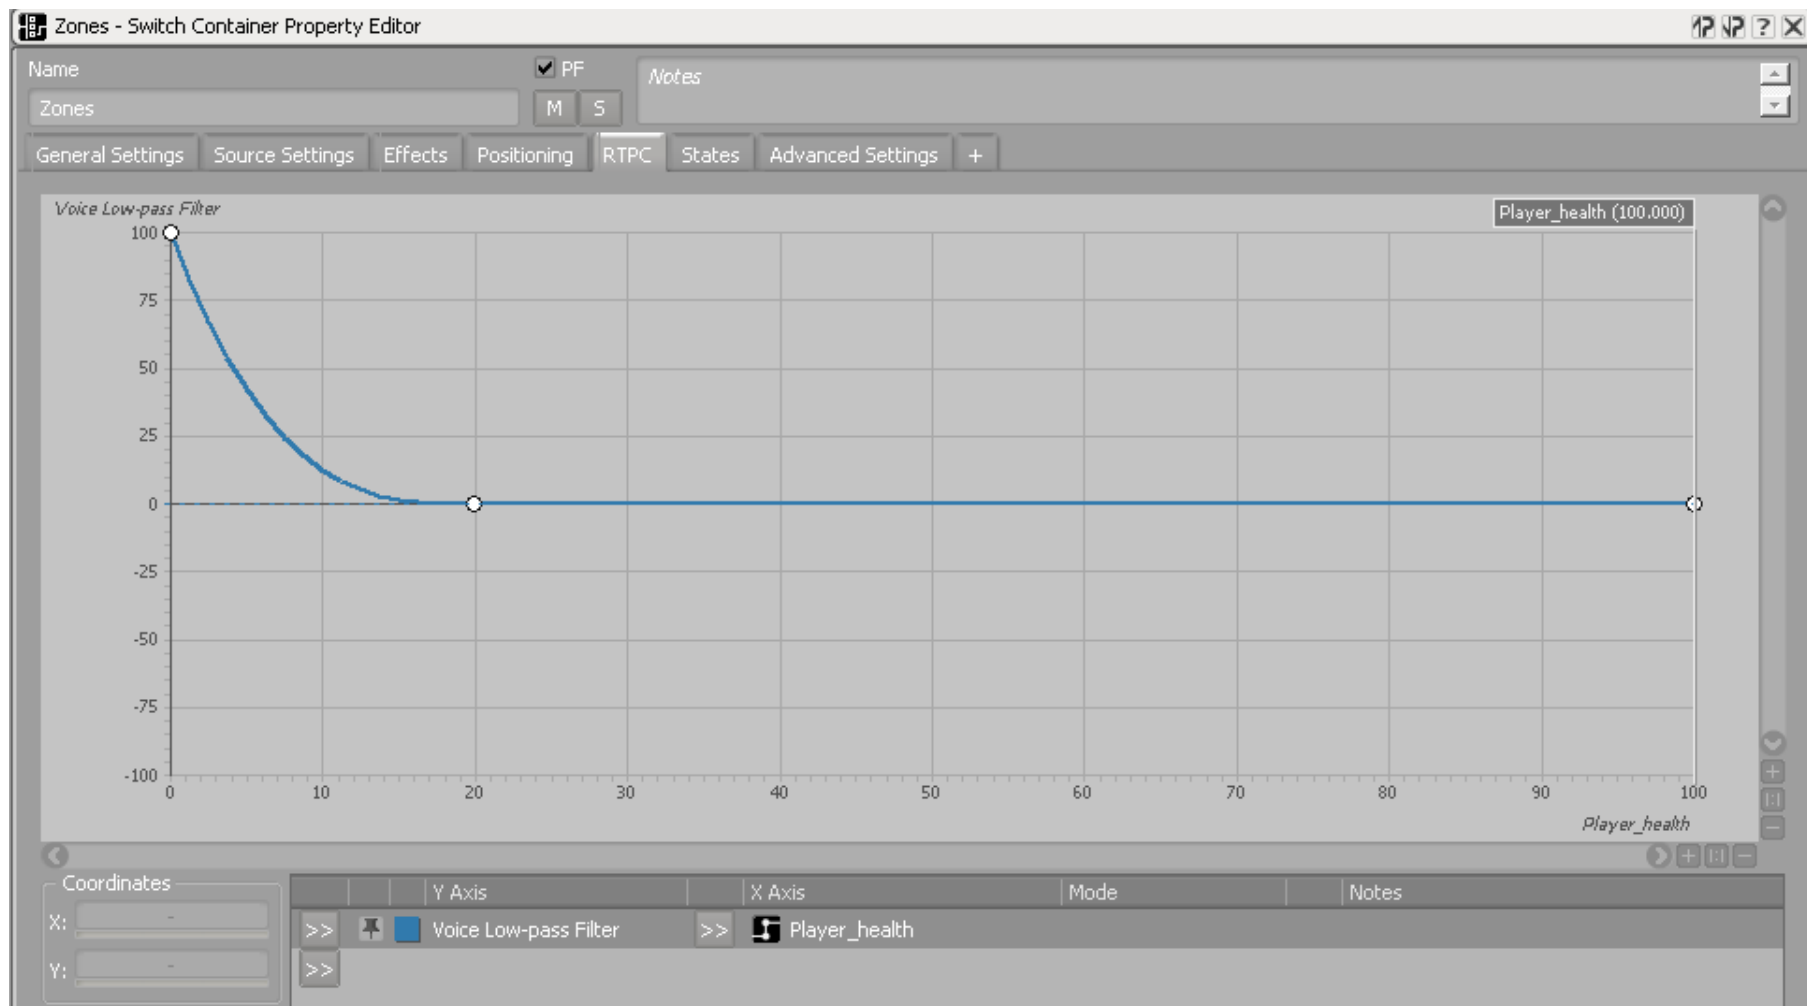 Zones - Switch Container Property Editor
Name
PF
Notes
Zones
M S
General Settings Source Settings Effects Positioning RTPC States Advanced Settings +
Voice Low-pass Filter
Player_health (100.000)
100
75
50
25
0
-25
-50
-75
-100
0 10 20 30 40 50 60 70 80 90 100
Player_health
Coordinates
Y Axis X Axis Mode Notes
X: -
>> Voice Low-pass Filter >> Player_health
Y: -
>>